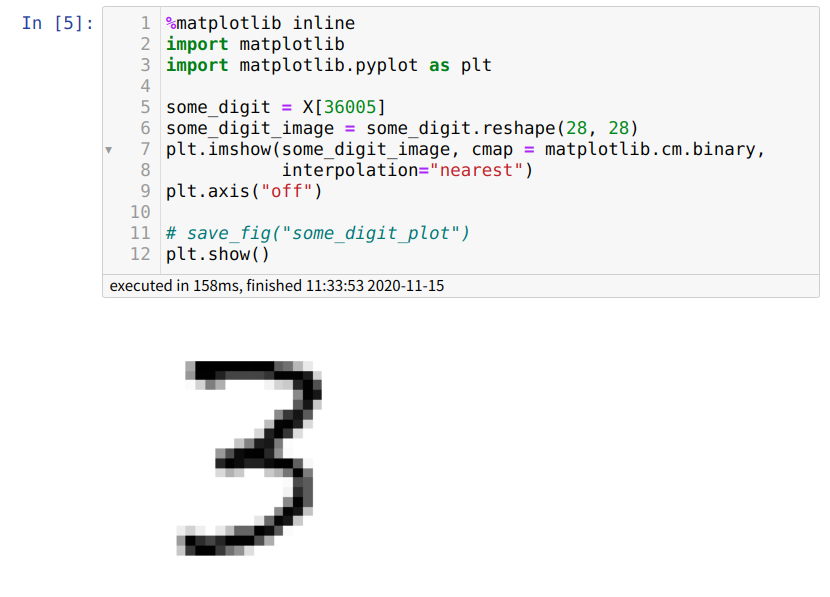 In [5]:
1 %matplotlib inline
2 import matplotlib
3 import matplotlib.pyplot as plt
4
5 some_digit = X[36005]
6 some_digit_image = some_digit.reshape(28, 28)
7 plt.imshow(some_digit_image, cmap = matplotlib.cm.binary,
8            interpolation="nearest")
9 plt.axis("off")
10
11 # save_fig("some_digit_plot")
12 plt.show()
executed in 158ms, finished 11:33:53 2020-11-15
3